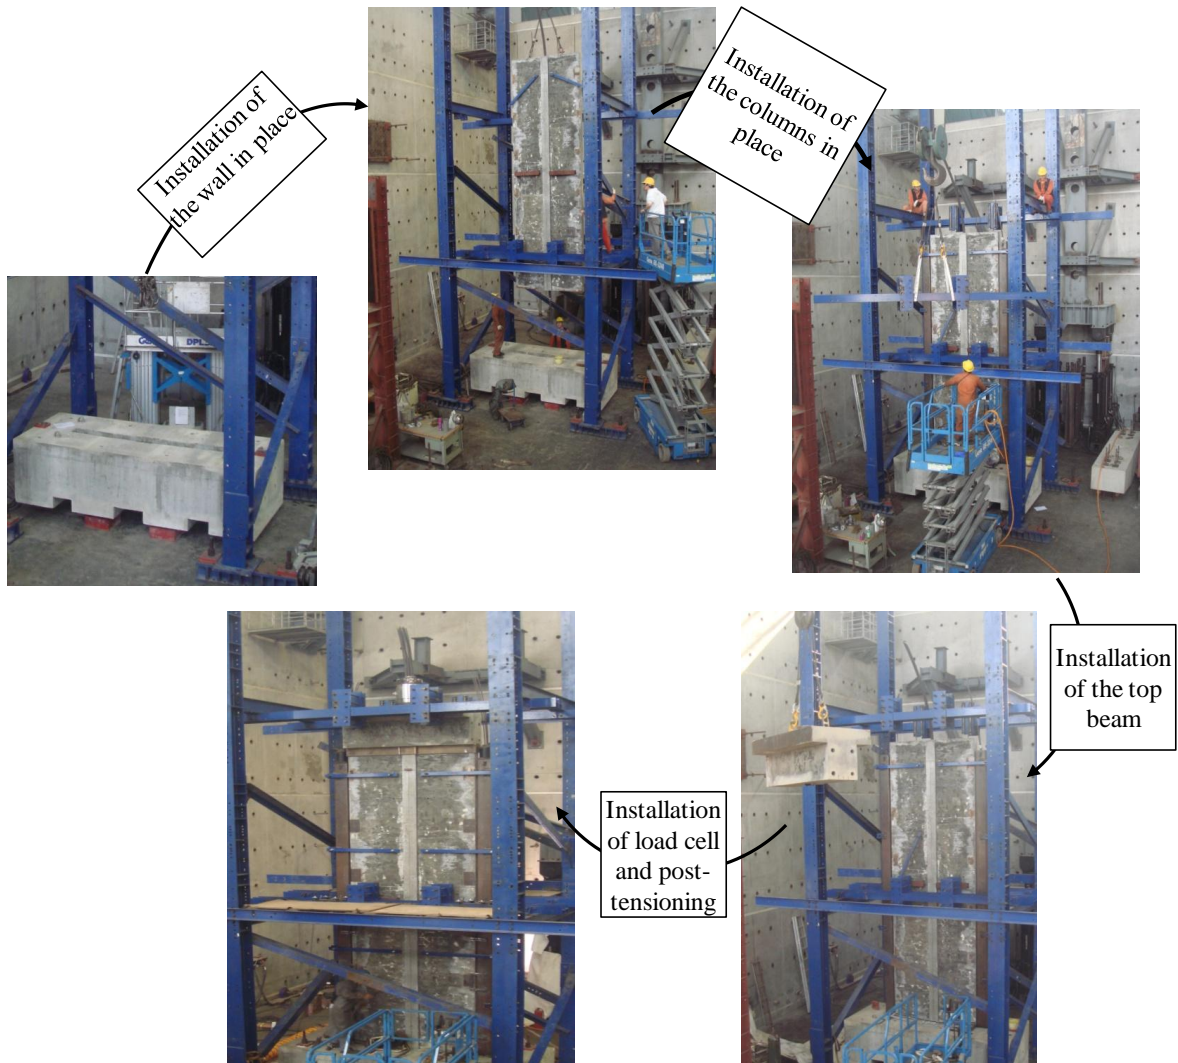 Installation of
the wall in place
Installation of
the columns in
place
Installation
of the top
beam
Installation
of load cell
and post-
tensioning